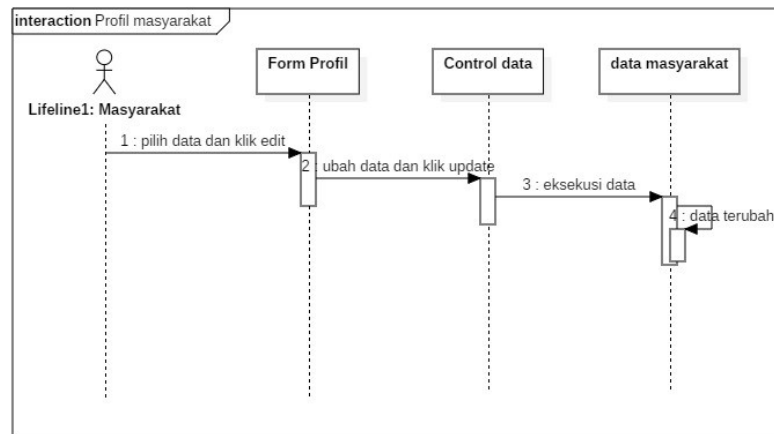 interaction Profil masyarakat
Form Profil
Control data
data masyarakat
Lifeline1: Masyarakat
1 : pilih data dan klik edit
2 : ubah data dan klik update
3 : eksekusi data
4 : data terubah